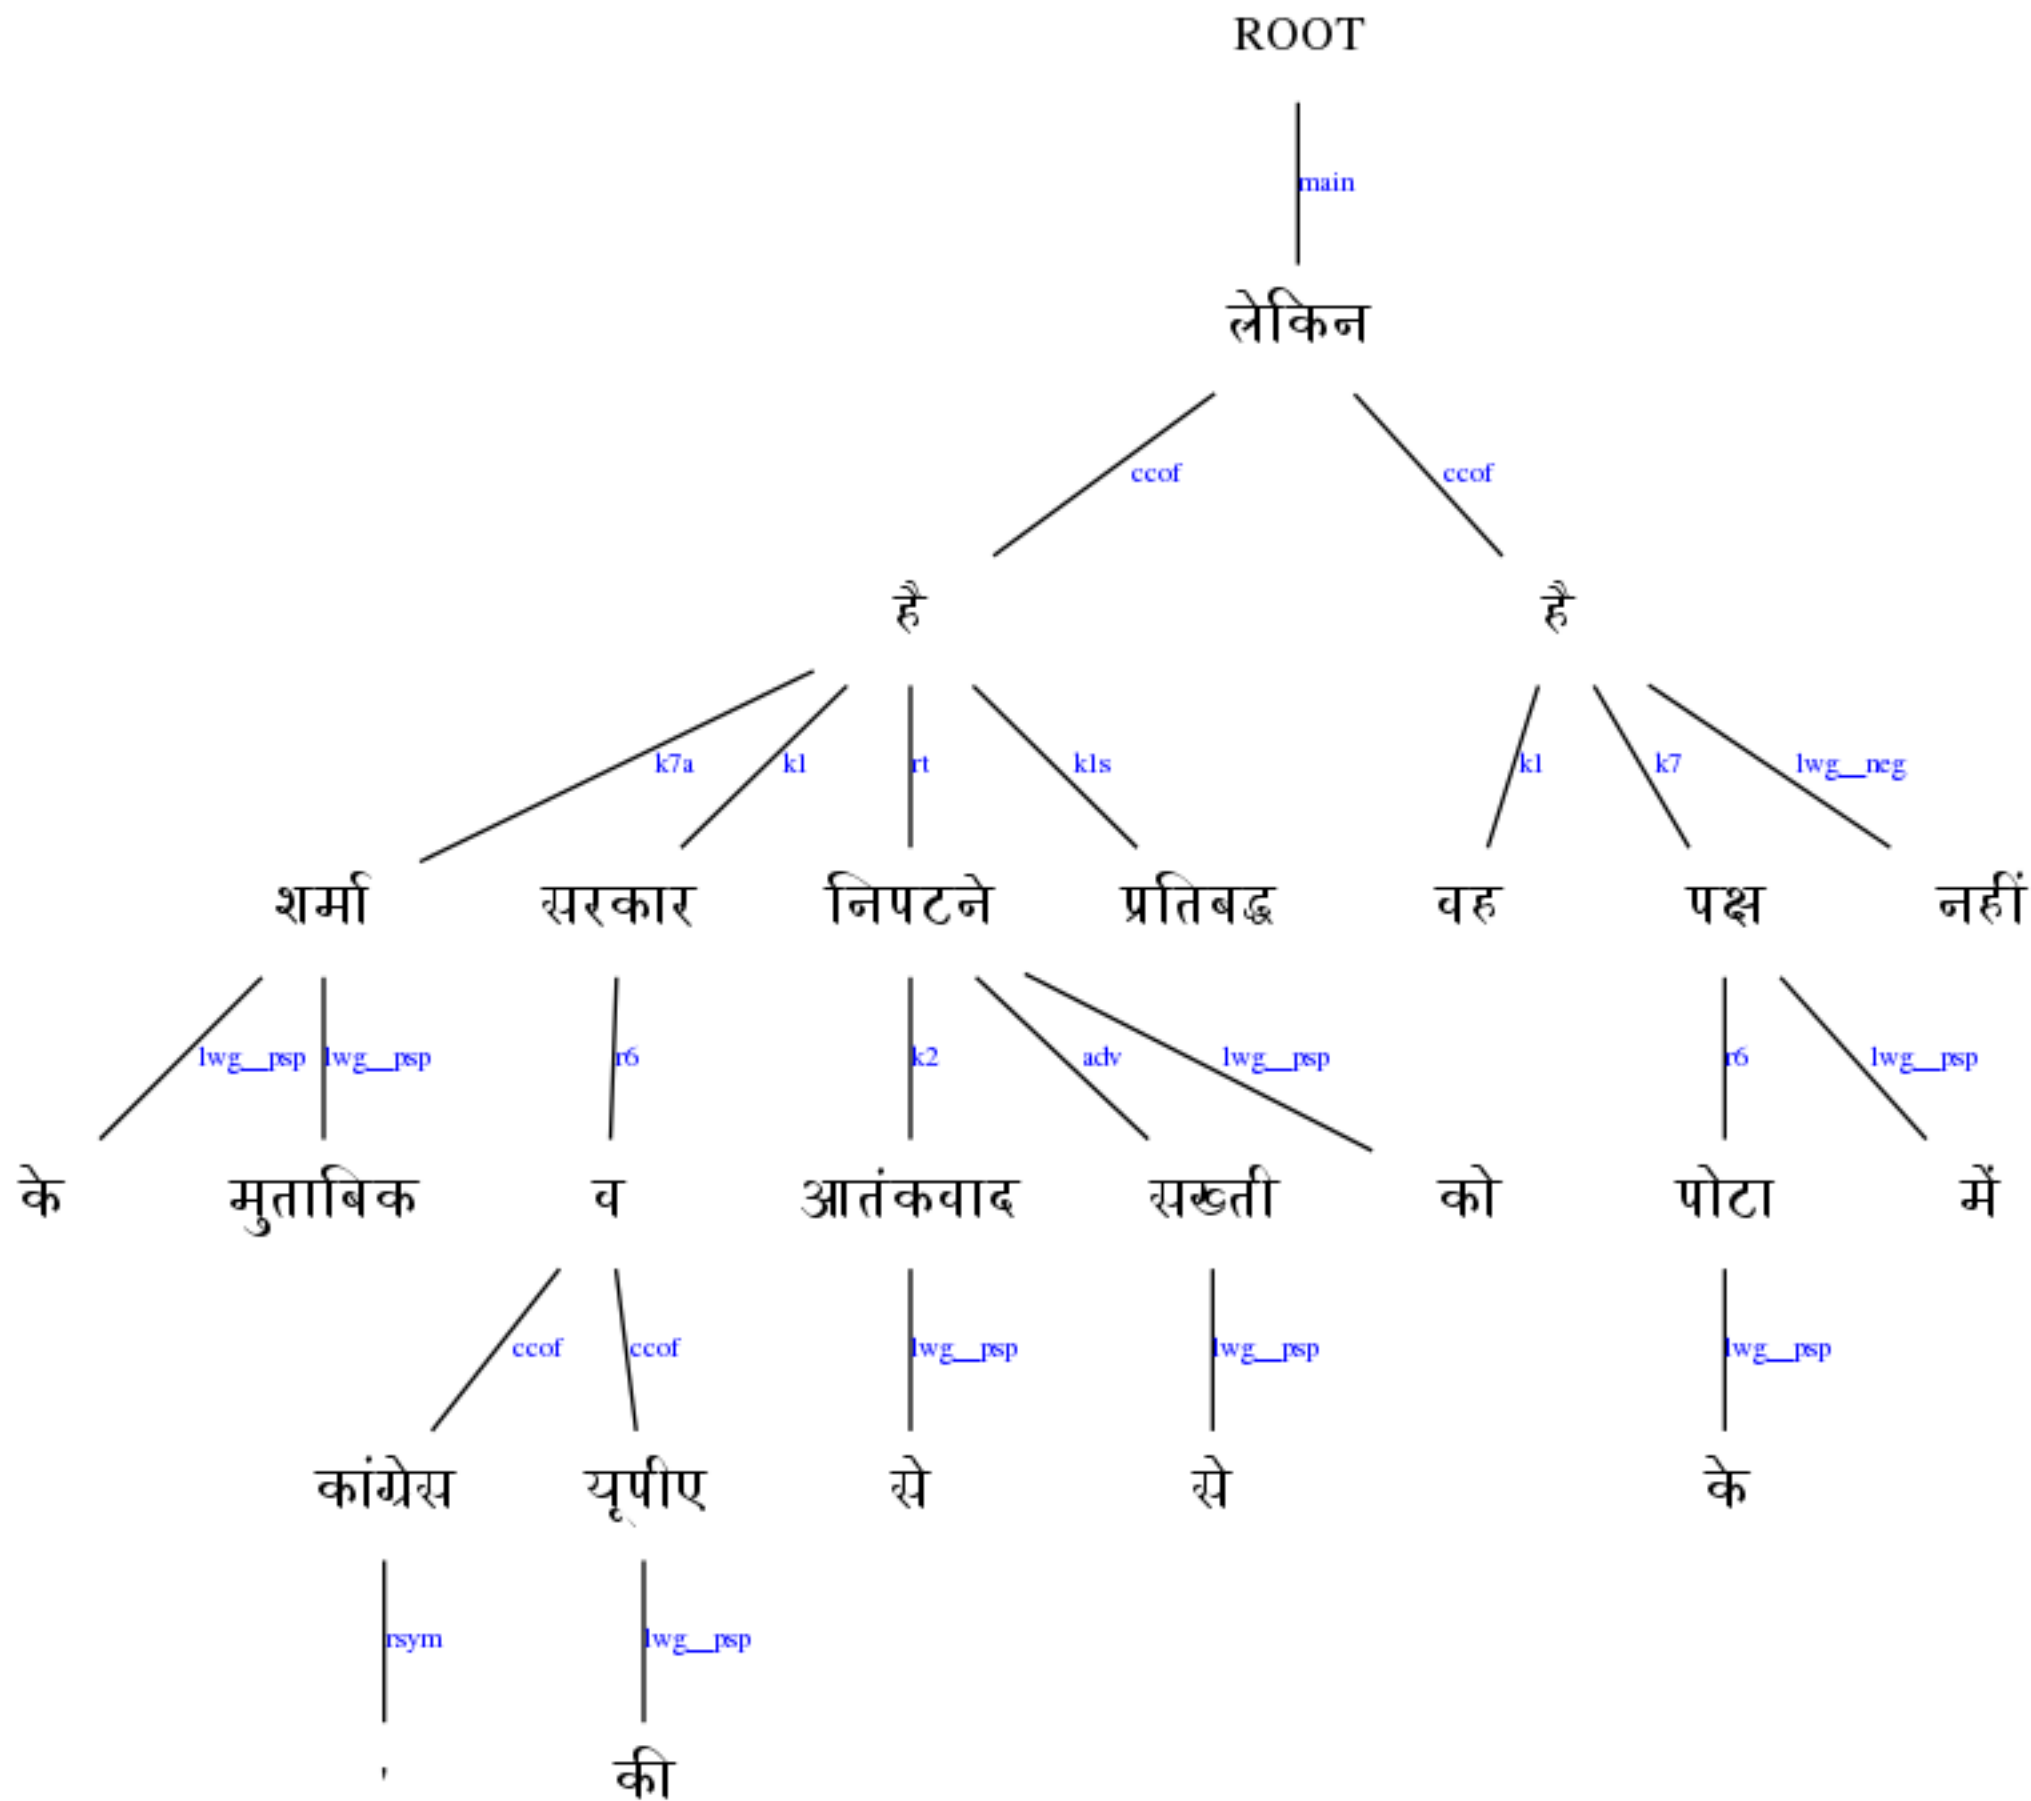 ROOT
main
लेकिन
ccof ccof
है है
k7a k1 rt k1s k1 k7 lwg__neg
शर्मा सरकार निपटने प्रतिबद्ध वह पक्ष नहीं
lwg__psp lwg__psp r6 k2 adv lwg__psp r6 lwg__psp
के मुताबिक व आतंकवाद सख्ती को पोटा में
ccof ccof lwg__psp lwg__psp lwg__psp
कांग्रेस यूपीए से से के
rsym lwg__psp
' की